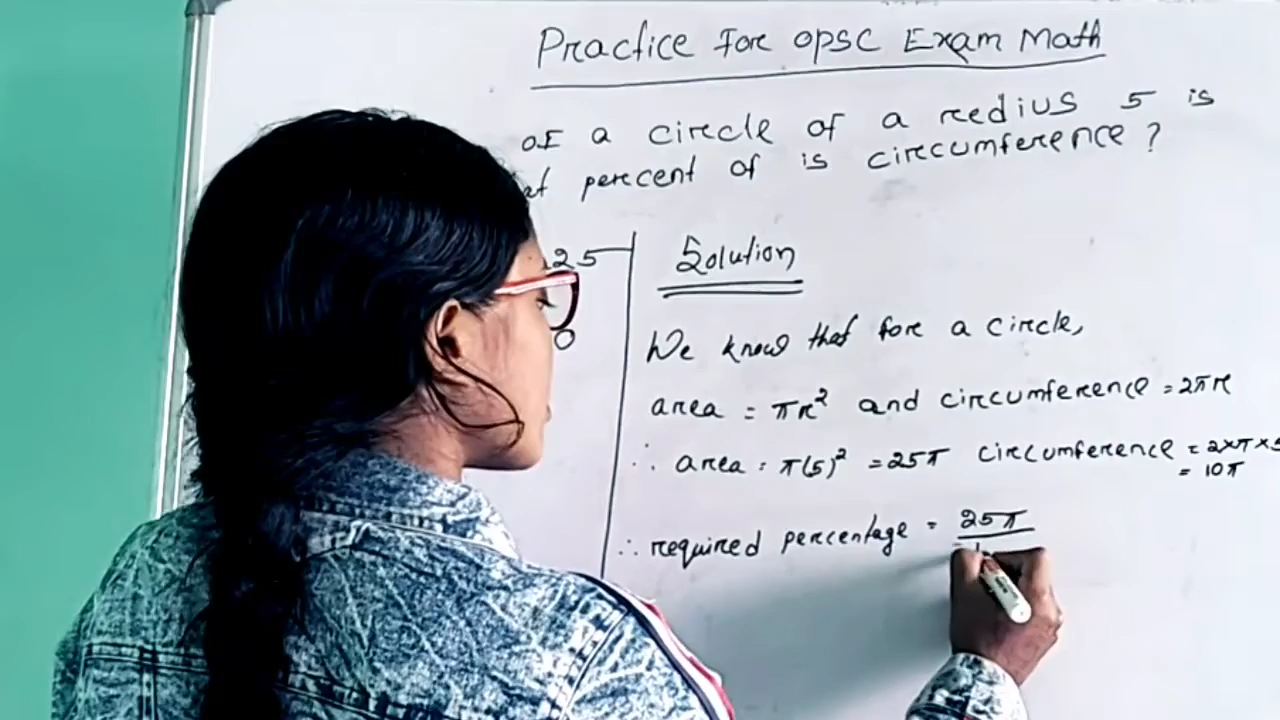 Practice For OPSC Exam Math
OF a circle of a redius 5 is
percent of is circumference ?
25
Solution
0
We know that for a circle,
area = πr² and circumference = 2πr
∴ area = π(5)² = 25π circumference = 2×π×5
= 10π
∴ required percentage = 25π